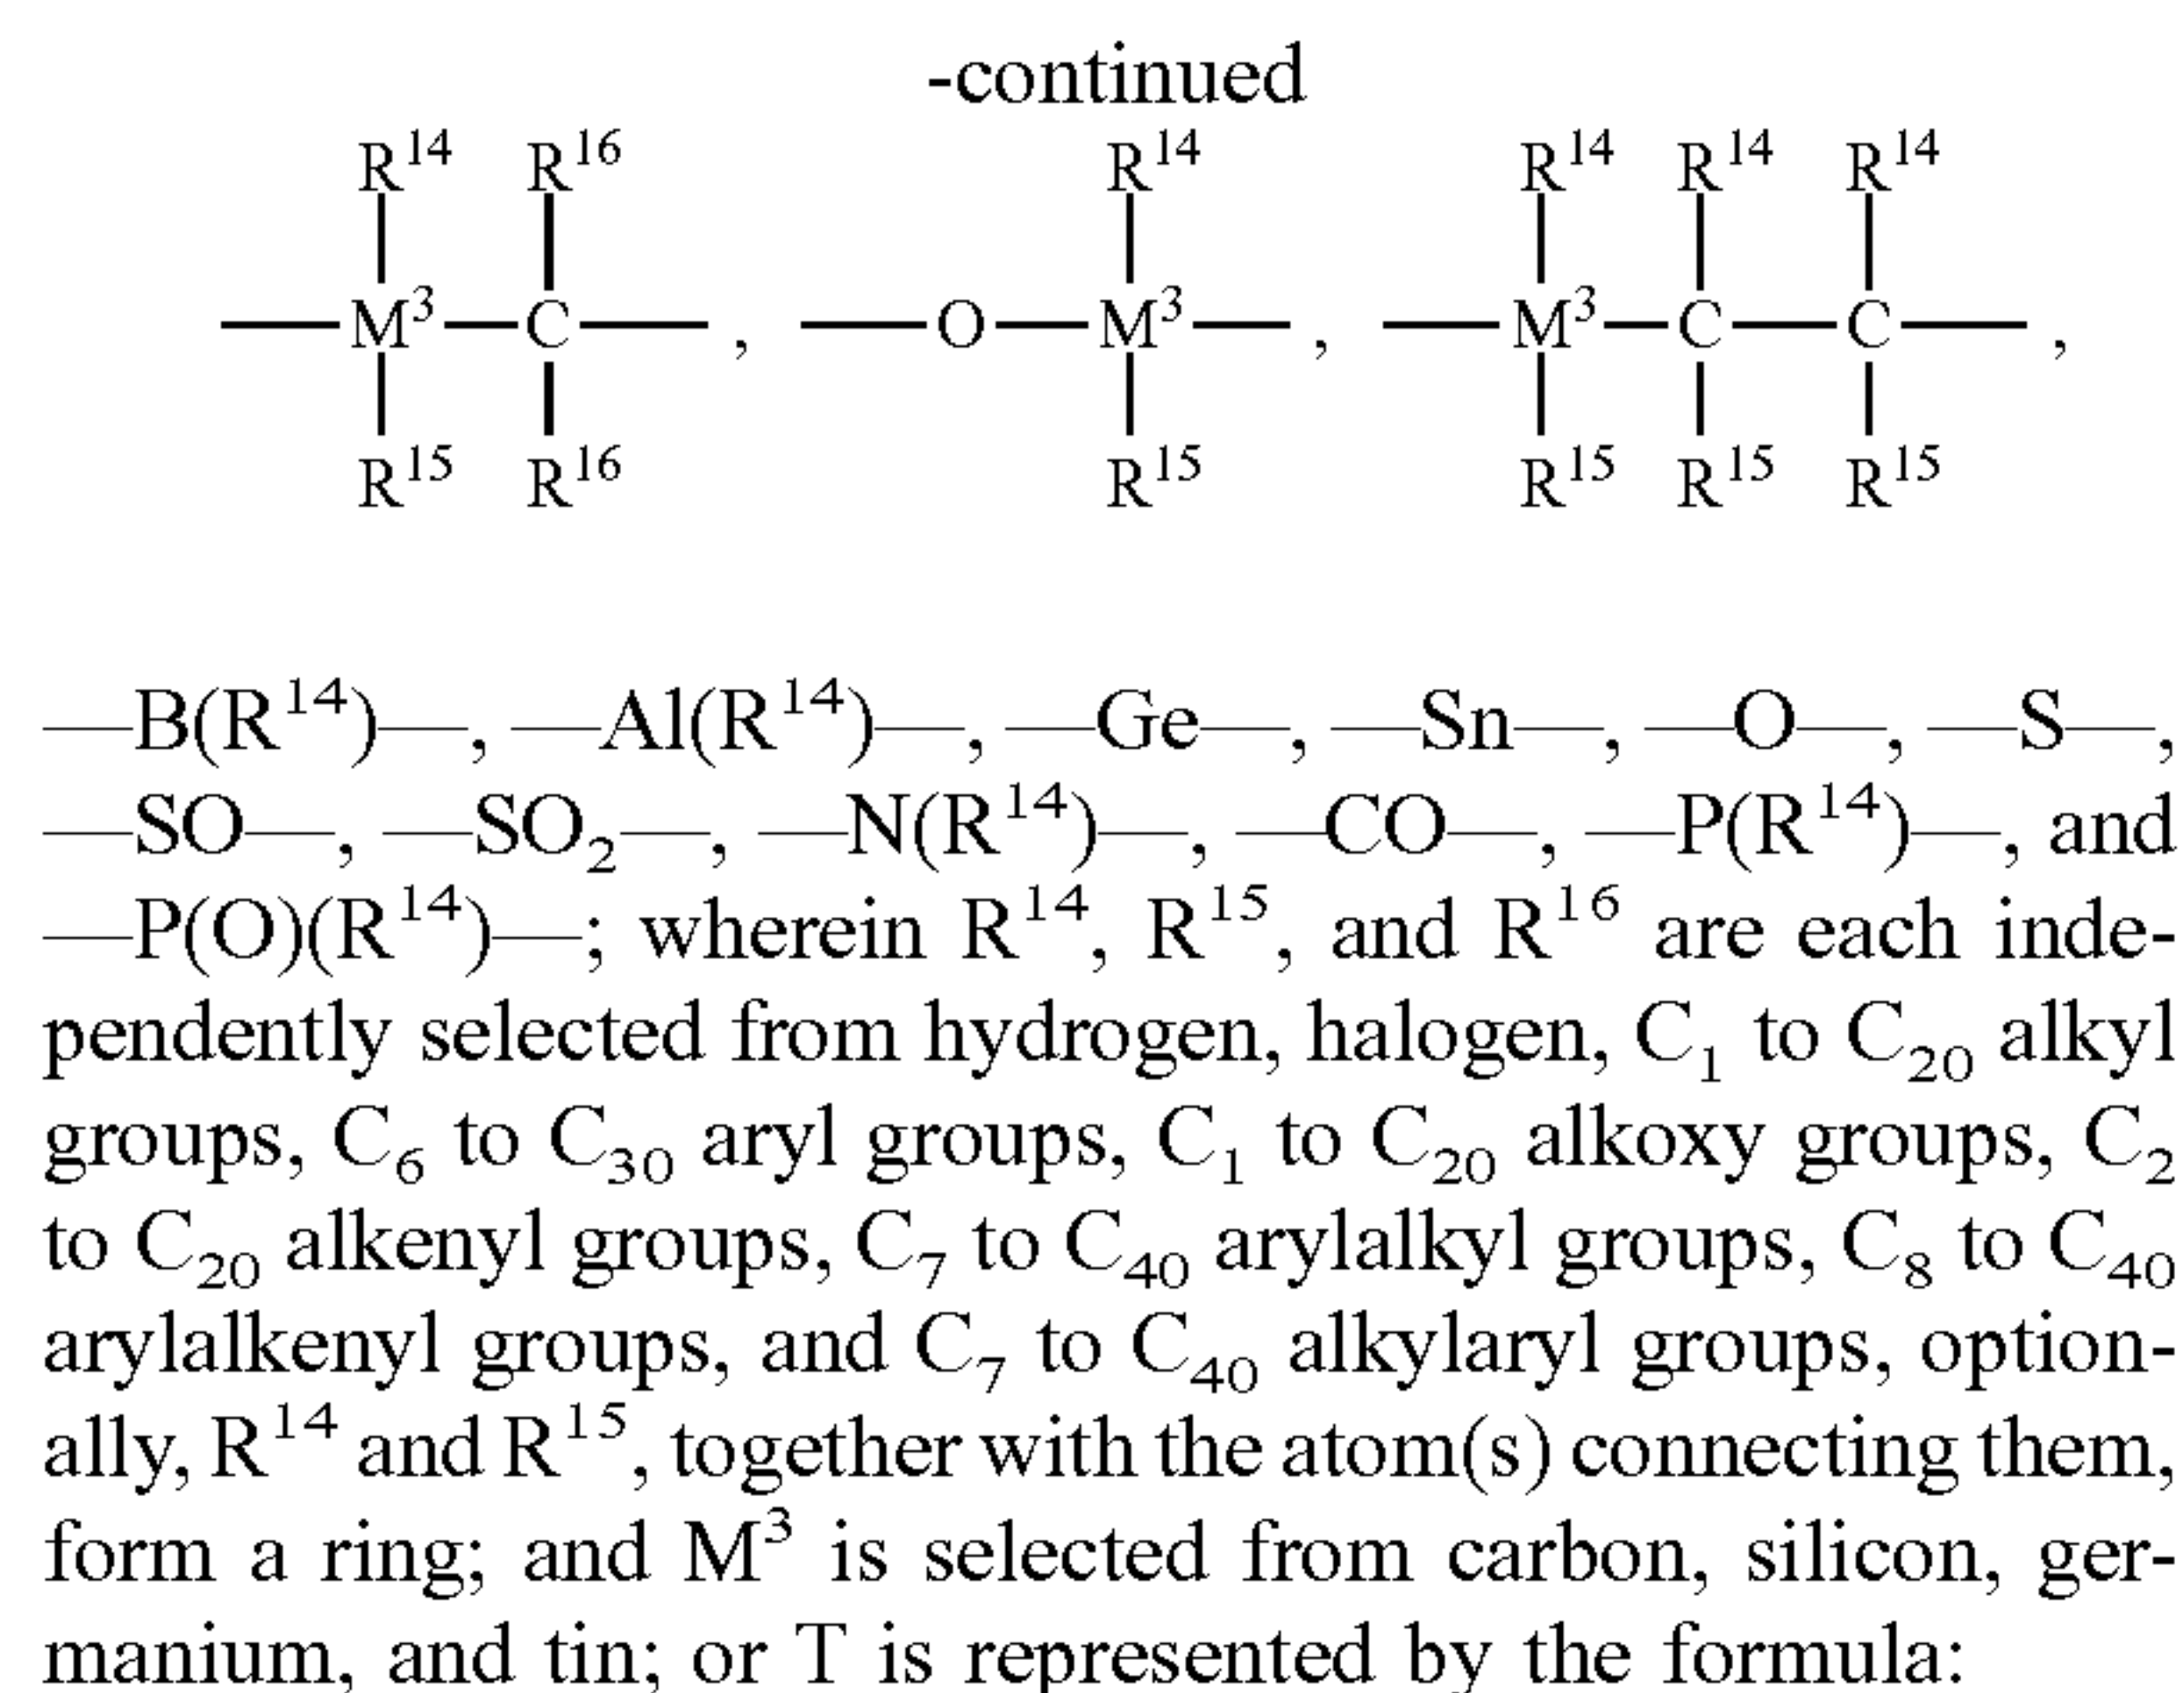 -continued
R¹⁴ R¹⁶ R¹⁴ R¹⁴ R¹⁴ R¹⁴
—M³—C—, —O—M³—, —M³—C—C—,
R¹⁵ R¹⁶ R¹⁵ R¹⁵ R¹⁵ R¹⁵
—B(R¹⁴)—, —Al(R¹⁴)—, —Ge—, —Sn—, —O—, —S—,
—SO—, —SO₂—, —N(R¹⁴)—, —CO—, —P(R¹⁴)—, and
—P(O)(R¹⁴)—; wherein R¹⁴, R¹⁵, and R¹⁶ are each inde-
pendently selected from hydrogen, halogen, C₁ to C₂₀ alkyl
groups, C₆ to C₃₀ aryl groups, C₁ to C₂₀ alkoxy groups, C₂
to C₂₀ alkenyl groups, C₇ to C₄₀ arylalkyl groups, C₈ to C₄₀
arylalkenyl groups, and C₇ to C₄₀ alkylaryl groups, option-
ally, R¹⁴ and R¹⁵, together with the atom(s) connecting them,
form a ring; and M³ is selected from carbon, silicon, ger-
manium, and tin; or T is represented by the formula: